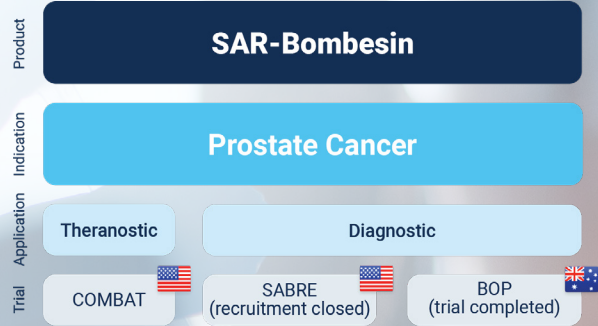 Product
SAR-Bombesin
Indication
Prostate Cancer
Application
Theranostic
Diagnostic
Trial
COMBAT
SABRE
(recruitment closed)
BOP
(trial completed)